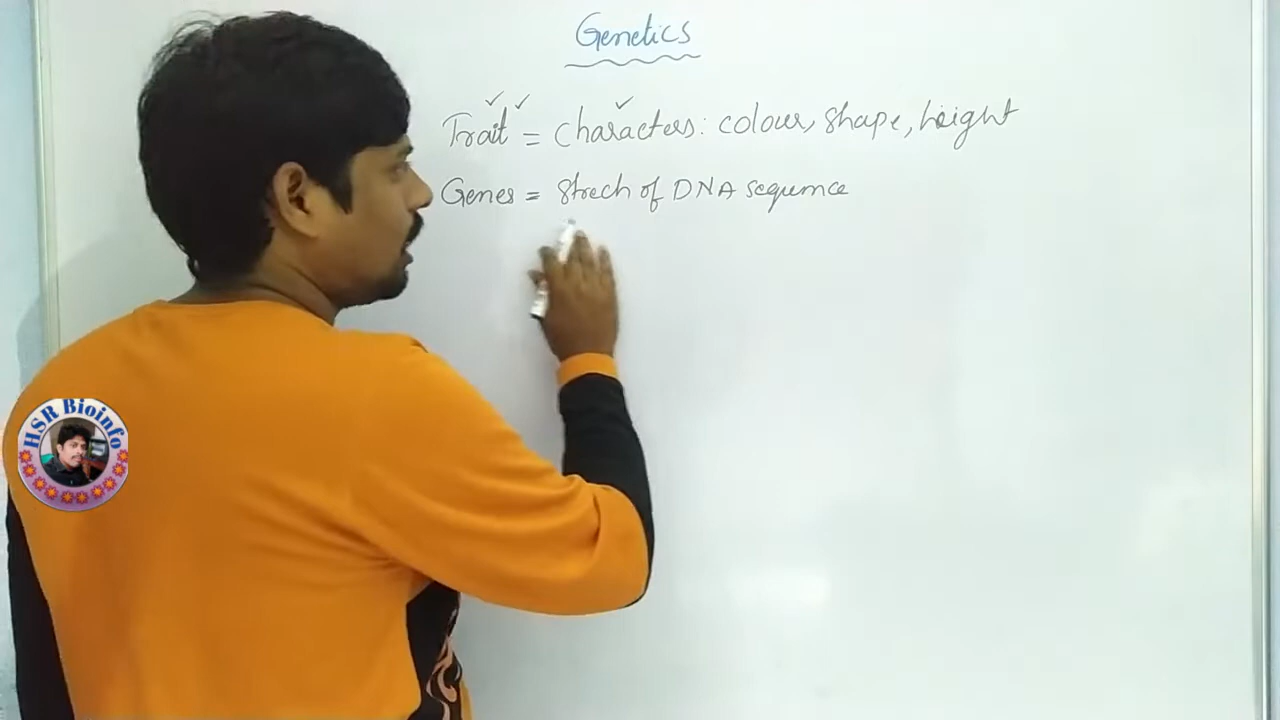 Genetics
Trait = characters: colour, shape, height
Genes = Strech of DNA sequence
HSR Bioinfo